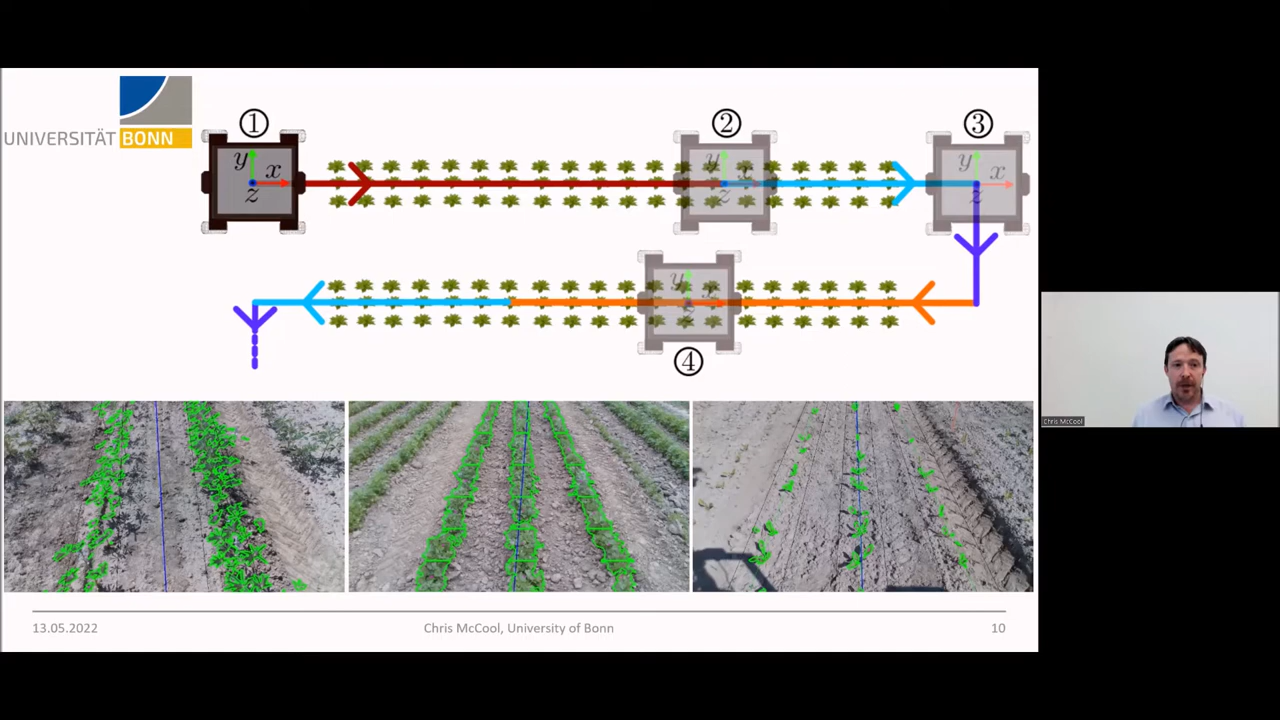 UNIVERSITÄT BONN
① ② ③
y x z
y x z
y x z
y x z
④
Chris McCool
13.05.2022 Chris McCool, University of Bonn 10